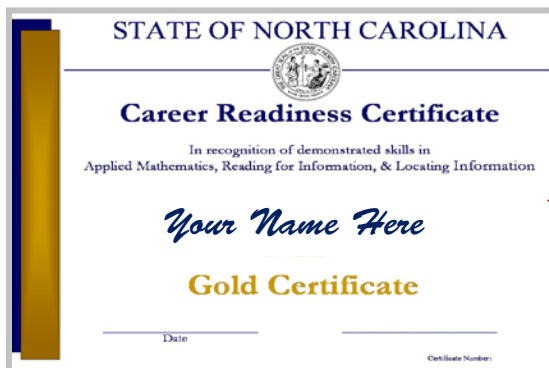 STATE OF NORTH CAROLINA
Career Readiness Certificate
In recognition of demonstrated skills in
Applied Mathematics, Reading for Information, & Locating Information
Your Name Here
Gold Certificate
Date
Certificate Number: